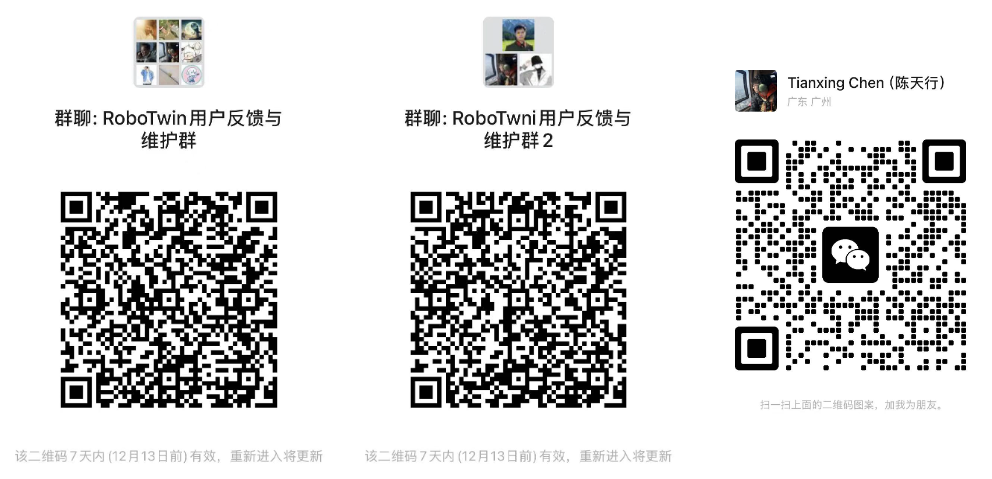 群聊: RoboTwin用户反馈与
维护群
该二维码7天内(12月13日前)有效，重新进入将更新
群聊: RoboTwni用户反馈与
维护群2
该二维码7天内(12月13日前)有效，重新进入将更新
Tianxing Chen (陈天行)
广东 广州
扫一扫上面的二维码图案，加我为朋友。